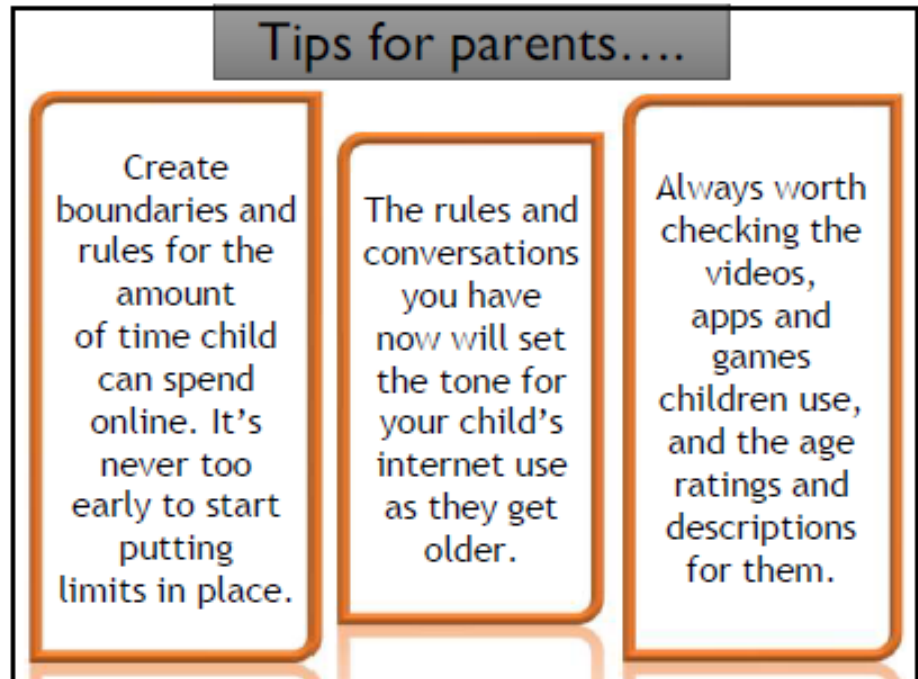 Tips for parents....
Create
boundaries and
rules for the
amount
of time child
can spend
online. It's
never too
early to start
putting
limits in place.
The rules and
conversations
you have
now will set
the tone for
your child's
internet use
as they get
older.
Always worth
checking the
videos,
apps and
games
children use,
and the age
ratings and
descriptions
for them.